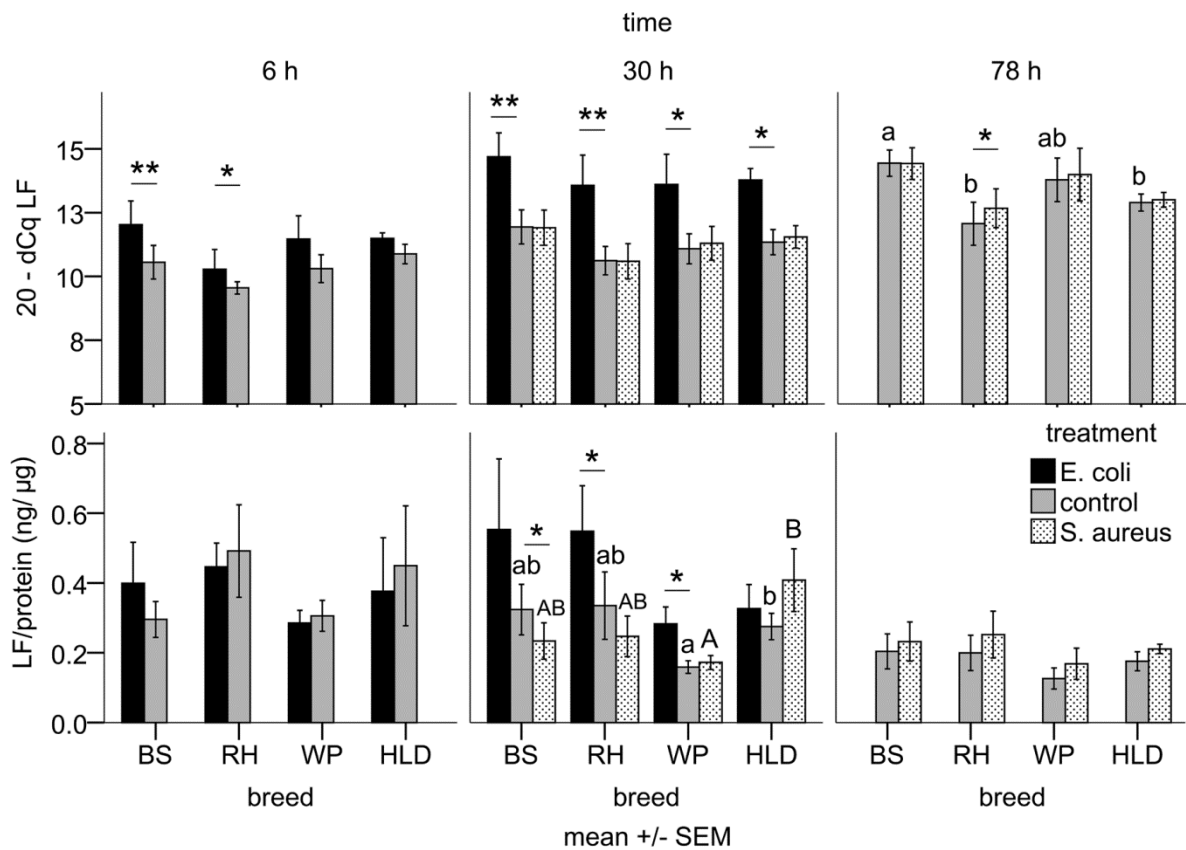 time
6 h 30 h 78 h
20 - dCq LF
15
13
10
8
5
** *
** ** * *
a b * ab b
LF/protein (ng/ µg)
0.8
0.6
0.4
0.2
0.0
ab * AB * ab AB * a A b B
treatment
E. coli
control
S. aureus
BS RH WP HLD BS RH WP HLD BS RH WP HLD
breed breed breed
mean +/- SEM